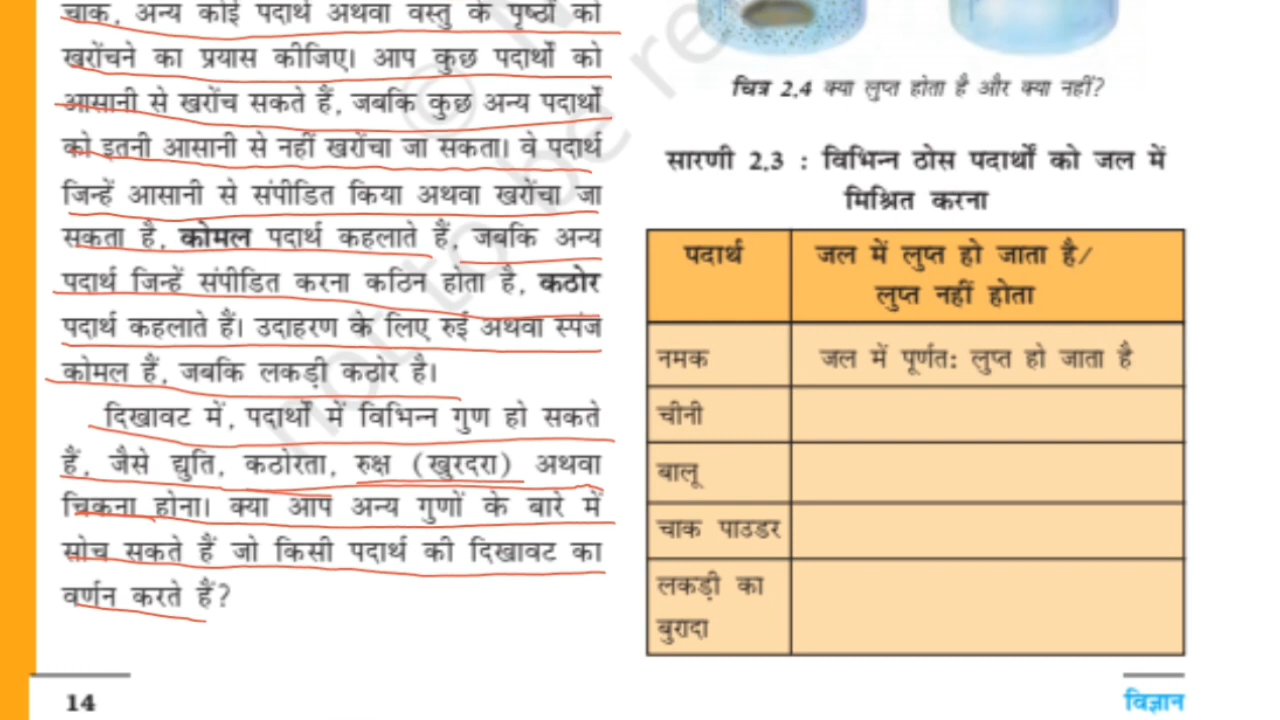 चाक, अन्य कोई पदार्थ अथवा वस्तु के पृष्ठों को
खरोंचने का प्रयास कीजिए। आप कुछ पदार्थों को
आसानी से खरोंच सकते हैं, जबकि कुछ अन्य पदार्थों
को इतनी आसानी से नहीं खरोंचा जा सकता। वे पदार्थ
जिन्हें आसानी से संपीडित किया अथवा खरोंचा जा
सकता है, कोमल पदार्थ कहलाते हैं, जबकि अन्य
पदार्थ जिन्हें संपीडित करना कठिन होता है, कठोर
पदार्थ कहलाते हैं। उदाहरण के लिए रुई अथवा स्पंज
कोमल हैं, जबकि लकड़ी कठोर है।
दिखावट में, पदार्थों में विभिन्न गुण हो सकते
हैं, जैसे द्युति, कठोरता, रुक्ष (खुरदरा) अथवा
चिकना होना। क्या आप अन्य गुणों के बारे में
सोच सकते हैं जो किसी पदार्थ की दिखावट का
वर्णन करते हैं?
चित्र 2.4 क्या लुप्त होता है और क्या नहीं?
सारणी 2.3 : विभिन्न ठोस पदार्थों को जल में
मिश्रित करना
पदार्थ जल में लुप्त हो जाता है/
लुप्त नहीं होता
नमक जल में पूर्णत: लुप्त हो जाता है
चीनी
बालू
चाक पाउडर
लकड़ी का
बुरादा
14 विज्ञान
not to be re